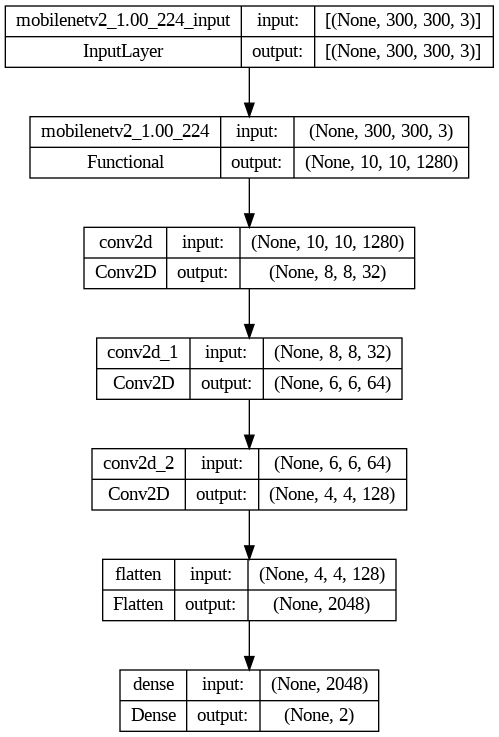 mobilenetv2_1.00_224_input input: [(None, 300, 300, 3)]
InputLayer output: [(None, 300, 300, 3)]
mobilenetv2_1.00_224 input: (None, 300, 300, 3)
Functional output: (None, 10, 10, 1280)
conv2d input: (None, 10, 10, 1280)
Conv2D output: (None, 8, 8, 32)
conv2d_1 input: (None, 8, 8, 32)
Conv2D output: (None, 6, 6, 64)
conv2d_2 input: (None, 6, 6, 64)
Conv2D output: (None, 4, 4, 128)
flatten input: (None, 4, 4, 128)
Flatten output: (None, 2048)
dense input: (None, 2048)
Dense output: (None, 2)